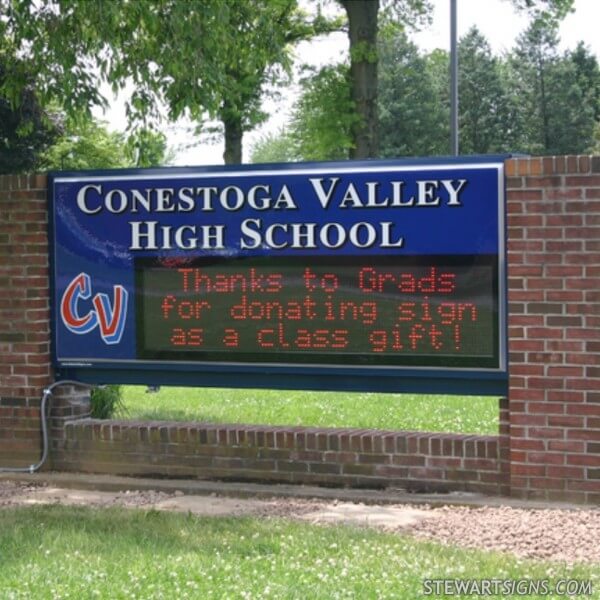 CONESTOGA VALLEY
HIGH SCHOOL
CV
Thanks to Grads
for donating sign
as a class gift!
STEWARTSIGNS.COM